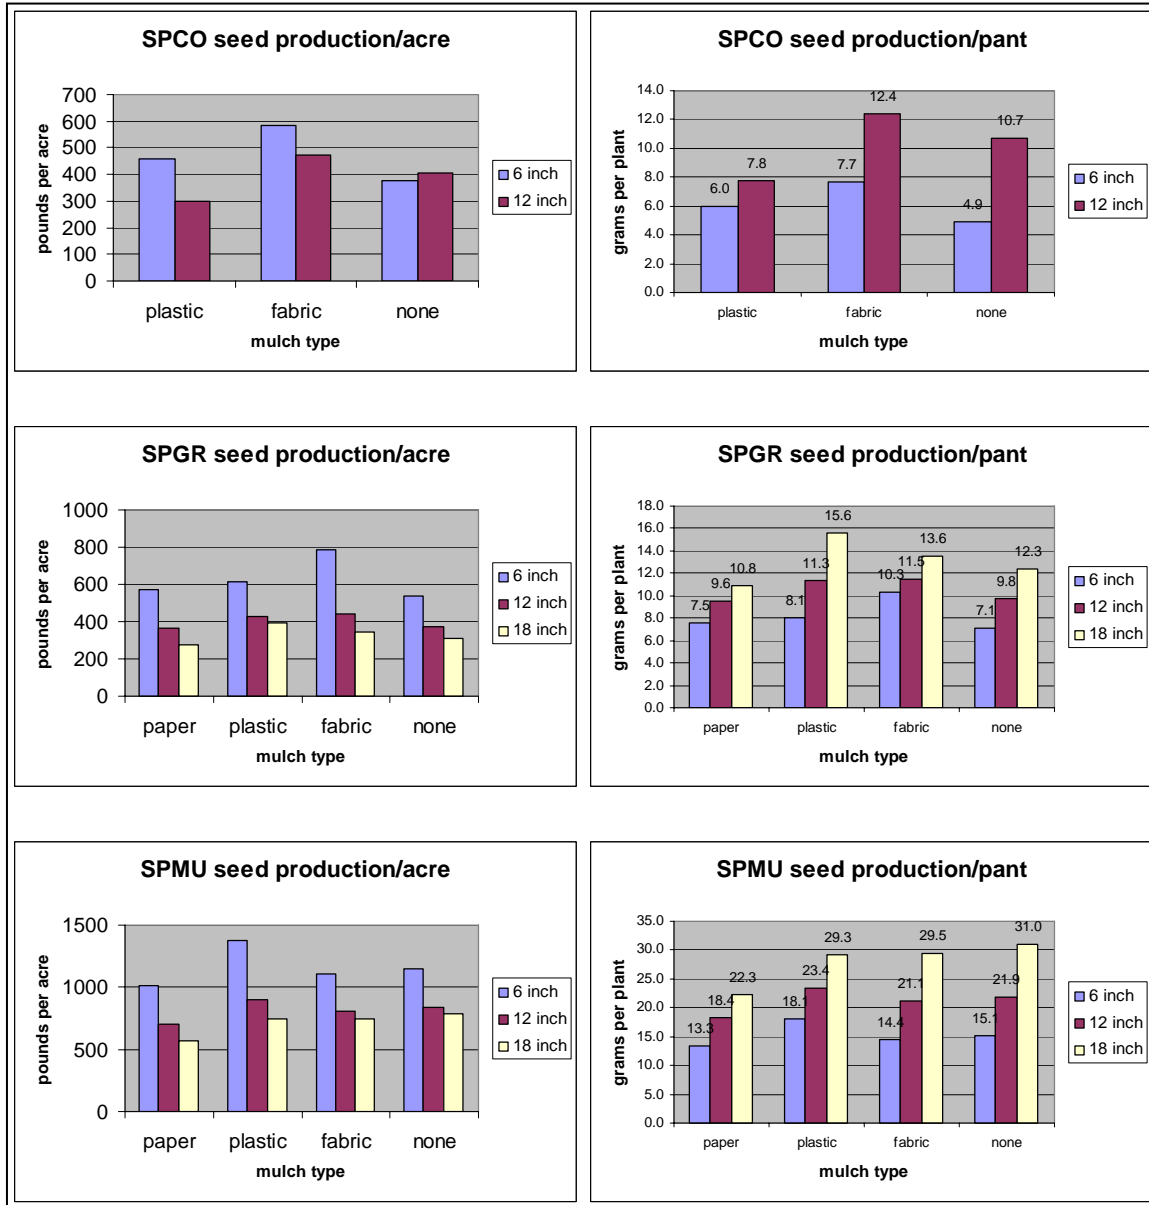 SPCO seed production/acre
700
600
500
400
300
200
100
0
pounds per acre
plastic fabric none
mulch type
6 inch
12 inch
SPCO seed production/pant
14.0
12.0
10.0
8.0
6.0
4.0
2.0
0.0
grams per plant
6.0 7.8 7.7 12.4 4.9 10.7
plastic fabric none
mulch type
6 inch
12 inch
SPGR seed production/acre
1000
800
600
400
200
0
pounds per acre
paper plastic fabric none
mulch type
6 inch
12 inch
18 inch
SPGR seed production/pant
18.0
16.0
14.0
12.0
10.0
8.0
6.0
4.0
2.0
0.0
grams per plant
7.5 9.6 10.8 8.1 11.3 15.6 10.3 11.5 13.6 7.1 9.8 12.3
paper plastic fabric none
mulch type
6 inch
12 inch
18 inch
SPMU seed production/acre
1500
1000
500
0
pounds per acre
paper plastic fabric none
mulch type
6 inch
12 inch
18 inch
SPMU seed production/pant
35.0
30.0
25.0
20.0
15.0
10.0
5.0
0.0
grams per plant
13.3 18.4 22.3 18.1 23.4 29.3 14.4 21.1 29.5 15.1 21.9 31.0
paper plastic fabric none
mulch type
6 inch
12 inch
18 inch